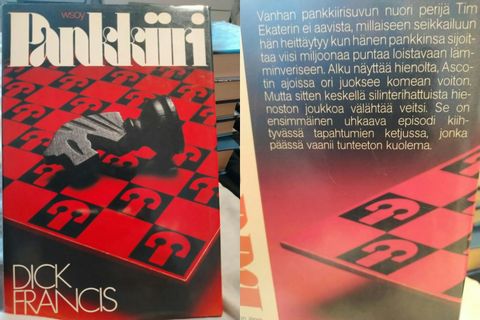 wsoy
Pankkiiri
DICK
FRANCIS
Vanhan pankkiirisuvun nuori perijä Tim
Ekaterin ei aavista, millaiseen seikkailuun
hän heittäytyy kun hänen pankkinsa sijoit-
taa viisi miljoonaa puntaa loistavaan läm-
minveriseen. Alku näyttää hienolta, Asco-
tin ajoissa ori juoksee komean voiton.
Mutta sitten keskellä silinterihattuista hie-
noston joukkoa välähtää veitsi. Se on
ensimmäinen uhkaava episodi kiih-
tyvässä tapahtumien ketjussa, jonka
päässä vaanii tunteeton kuolema.